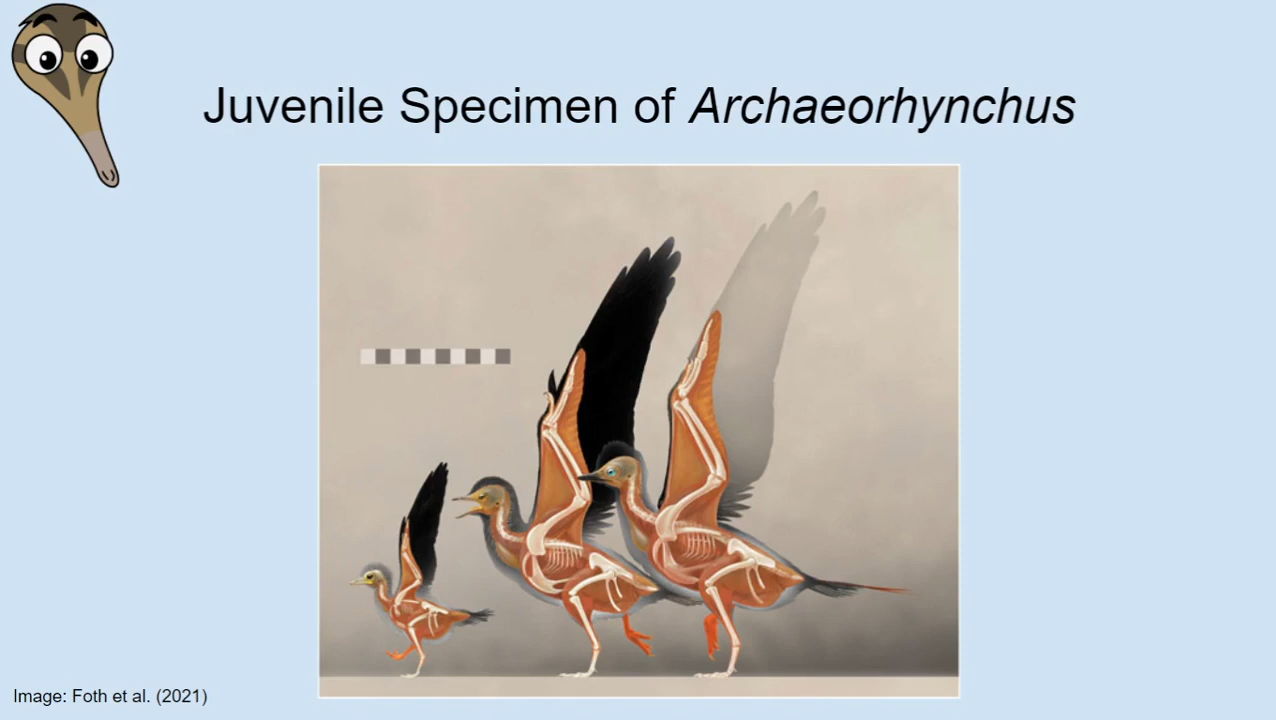 Juvenile Specimen of Archaeorhynchus
Image: Foth et al. (2021)